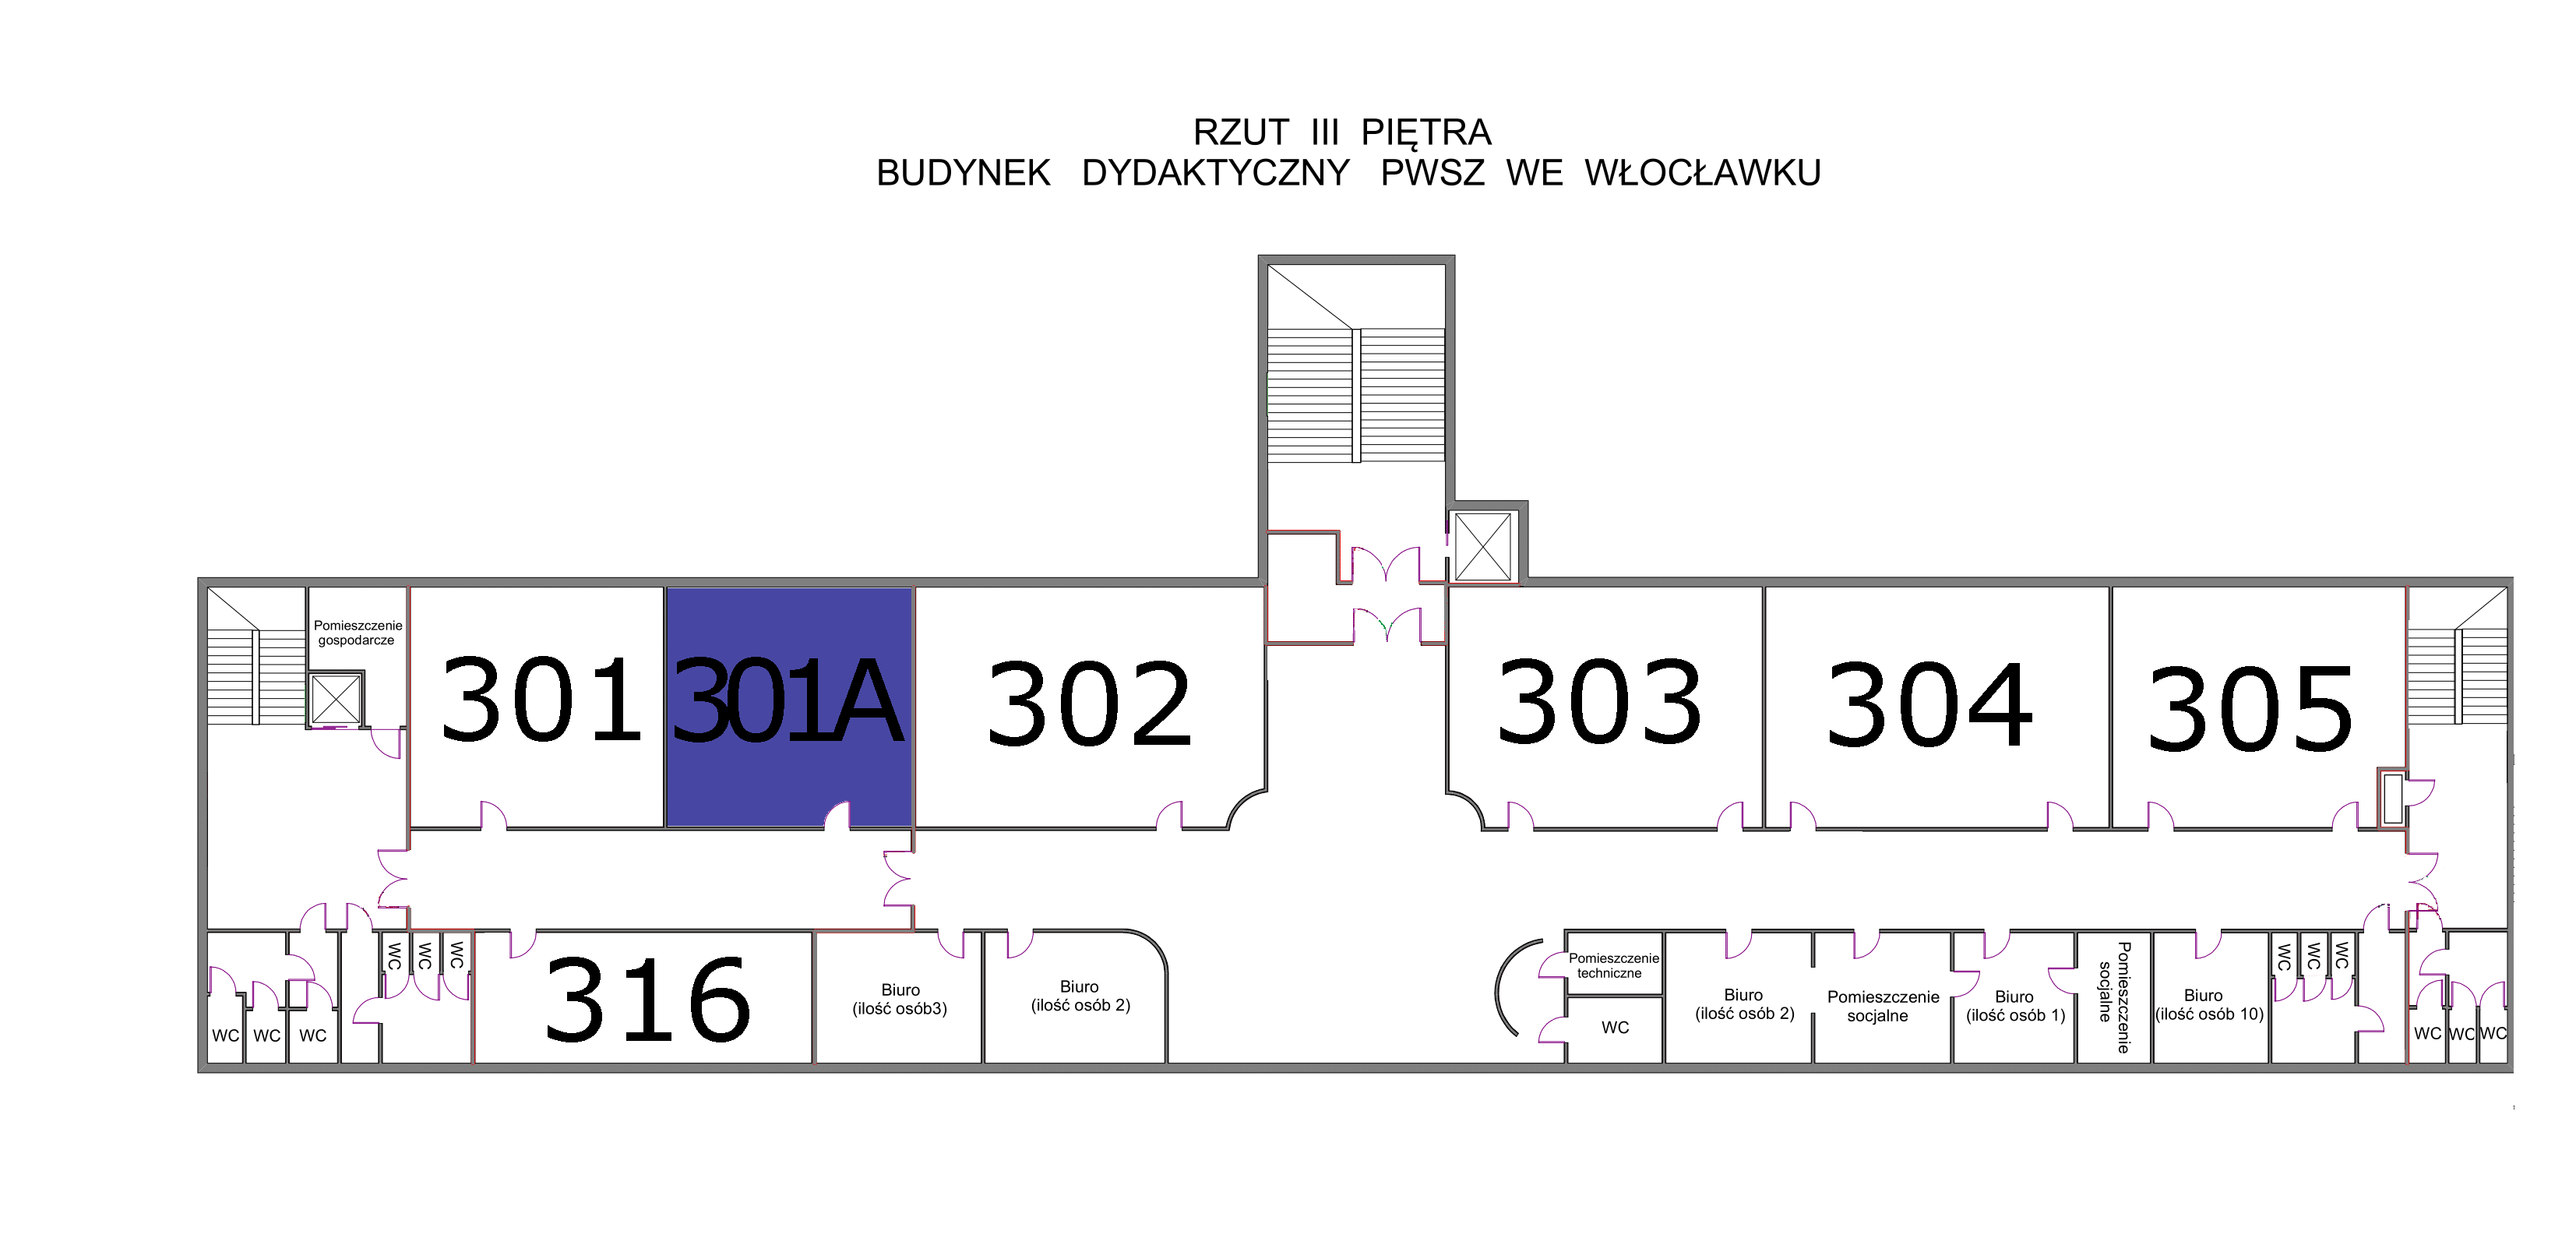 RZUT III PIĘTRA
BUDYNEK DYDAKTYCZNY PWSZ WE WŁOCŁAWKU
Pomieszczenie
gospodarcze
301
301A
302
303
304
305
WC
WC
WC
WC
WC
WC
316
Biuro
(ilość osób3)
Biuro
(ilość osób 2)
Pomieszczenie
techniczne
WC
Biuro
(ilość osób 2)
Pomieszczenie
socjalne
Biuro
(ilość osób 1)
Pomieszczenie
socjalne
Biuro
(ilość osób 10)
WC
WC
WC
WC
WC
WC